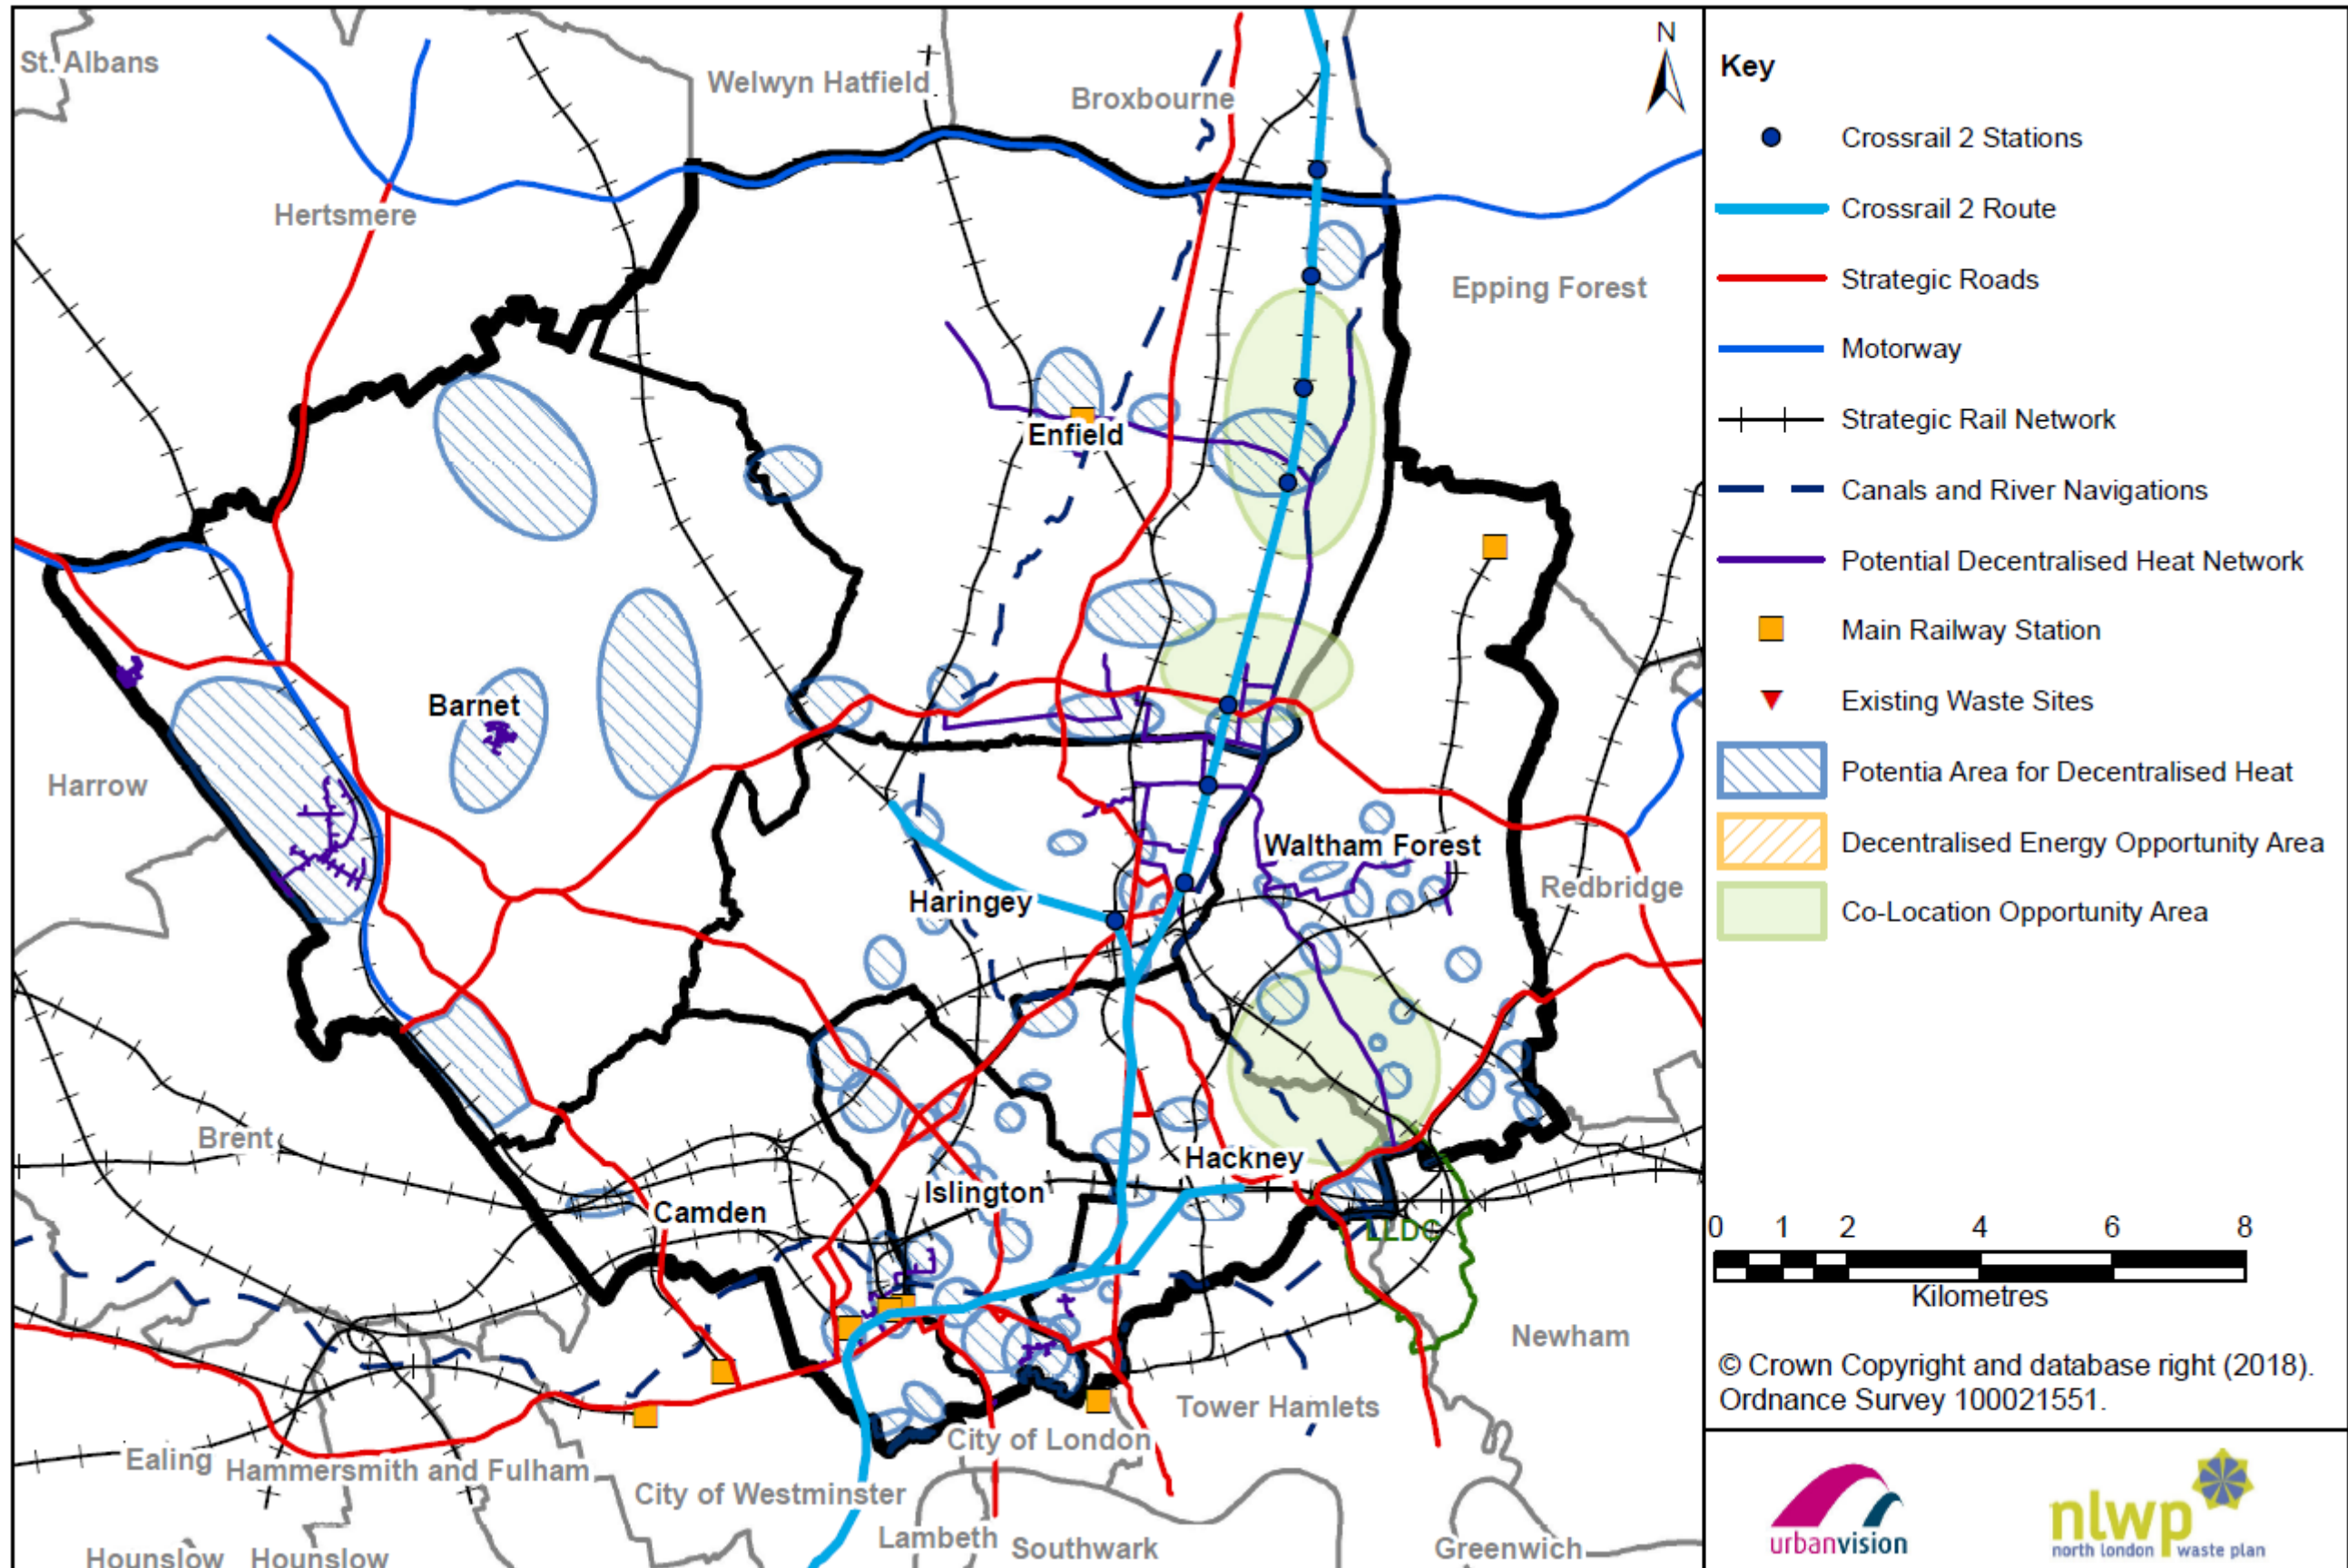 St. Albans
Welwyn Hatfield
Broxbourne
N
Hertsmere
Epping Forest
Enfield
Barnet
Harrow
Waltham Forest
Redbridge
Haringey
Brent
Hackney
Islington
Camden
LLDC
Newham
Tower Hamlets
City of London
Ealing
Hammersmith and Fulham
City of Westminster
Lambeth
Southwark
Greenwich
Hounslow
Hounslow
Key
Crossrail 2 Stations
Crossrail 2 Route
Strategic Roads
Motorway
Strategic Rail Network
Canals and River Navigations
Potential Decentralised Heat Network
Main Railway Station
Existing Waste Sites
Potentia Area for Decentralised Heat
Decentralised Energy Opportunity Area
Co-Location Opportunity Area
0 1 2 4 6 8
Kilometres
© Crown Copyright and database right (2018).
Ordnance Survey 100021551.
urbanvision
nlwp
north london waste plan